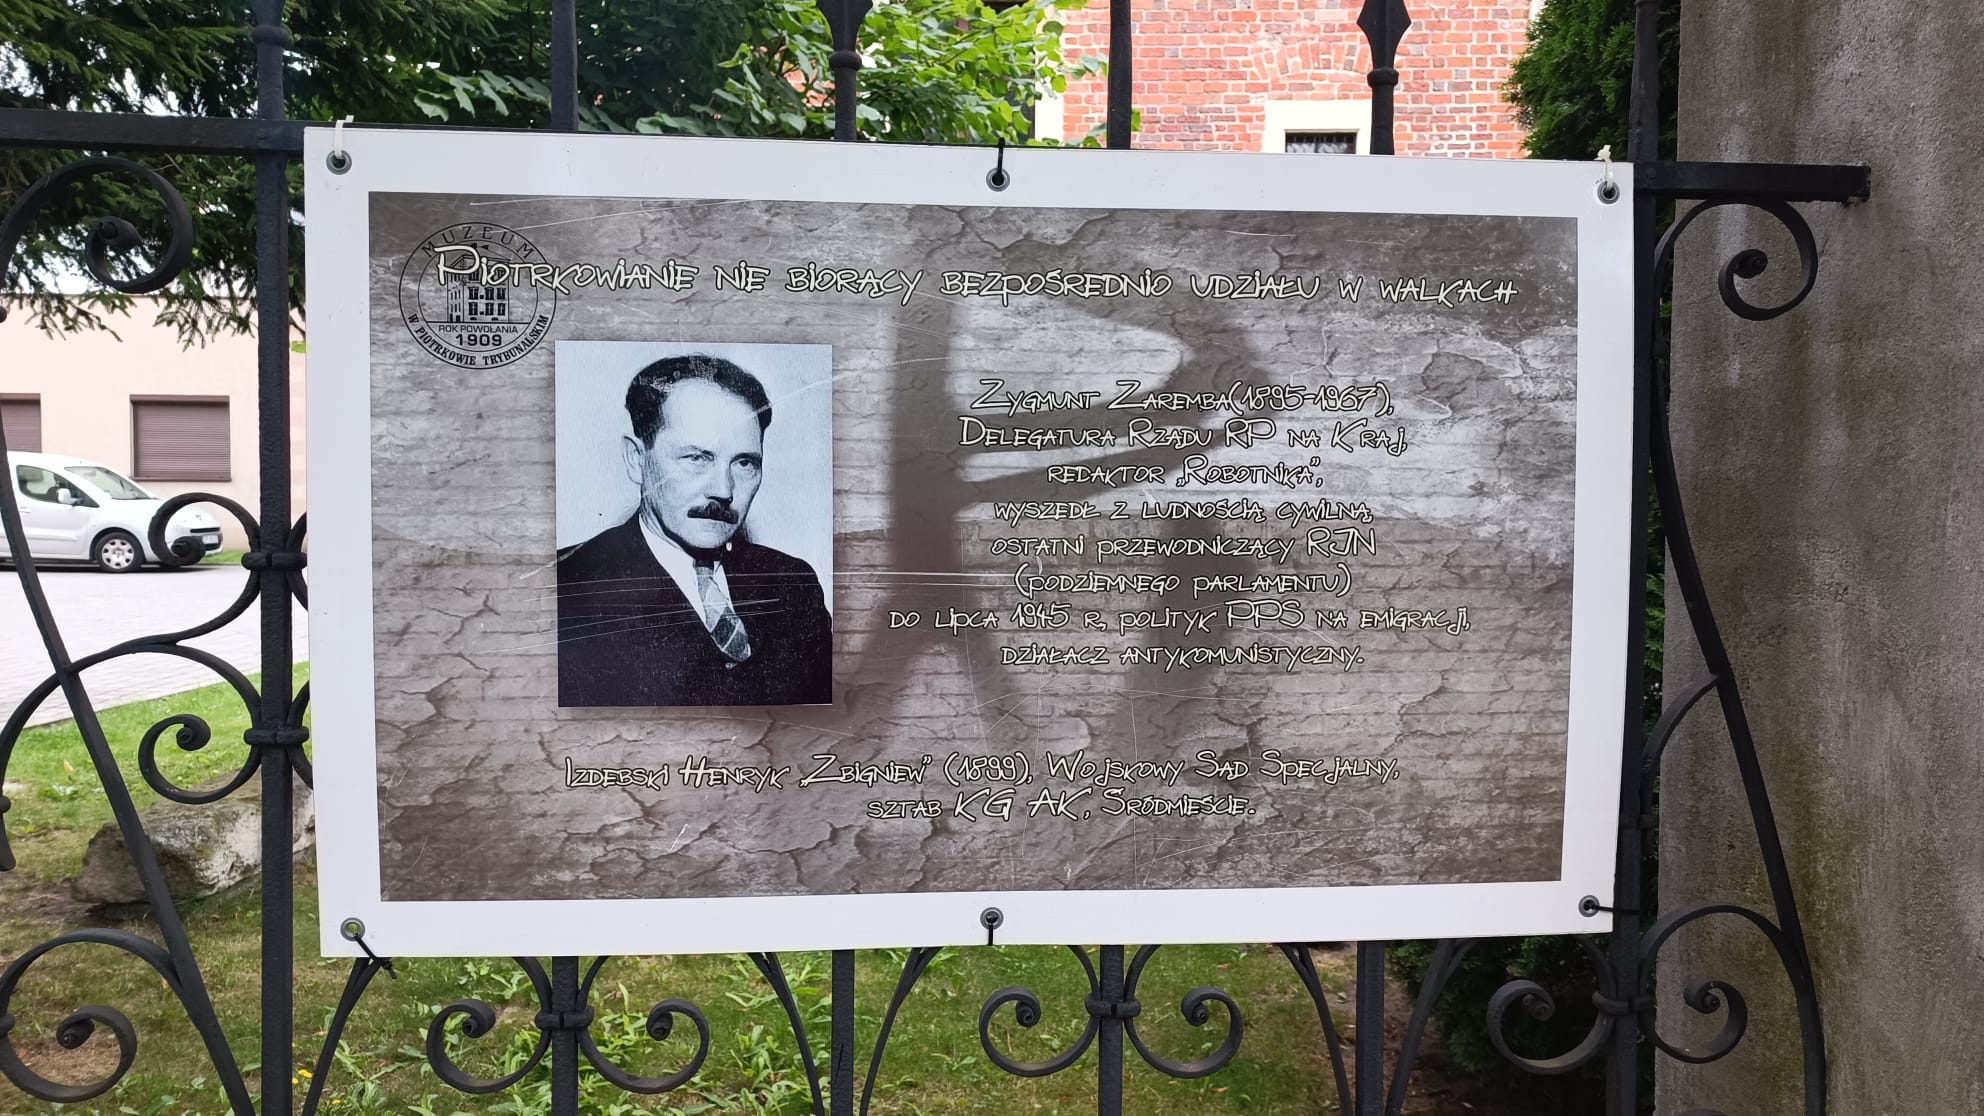 MUZEUM
W PIOTRKOWIE TRYBUNALSKIM
ROK POWOŁANIA
1909
PIOTRKOWIANIE NIE BIORĄCY BEZPOŚREDNIO UDZIAŁU W WALKACH
ZYGMUNT ZAREMBA(1895-1967),
DELEGATURA RZĄDU RP NA KRAJ,
REDAKTOR „ROBOTNIKA”,
WYSZEDŁ Z LUDNOŚCIĄ CYWILNĄ,
OSTATNI PRZEWODNICZĄCY RJN
(PODZIEMNEGO PARLAMENTU)
DO LIPCA 1945 R., POLITYK PPS NA EMIGRACJI,
DZIAŁACZ ANTYKOMUNISTYCZNY.
IZDEBSKI HENRYK „ZBIGNIEW” (1899), WOJSKOWY SĄD SPECJALNY,
SZTAB KG AK, ŚRÓDMIEŚCIE.